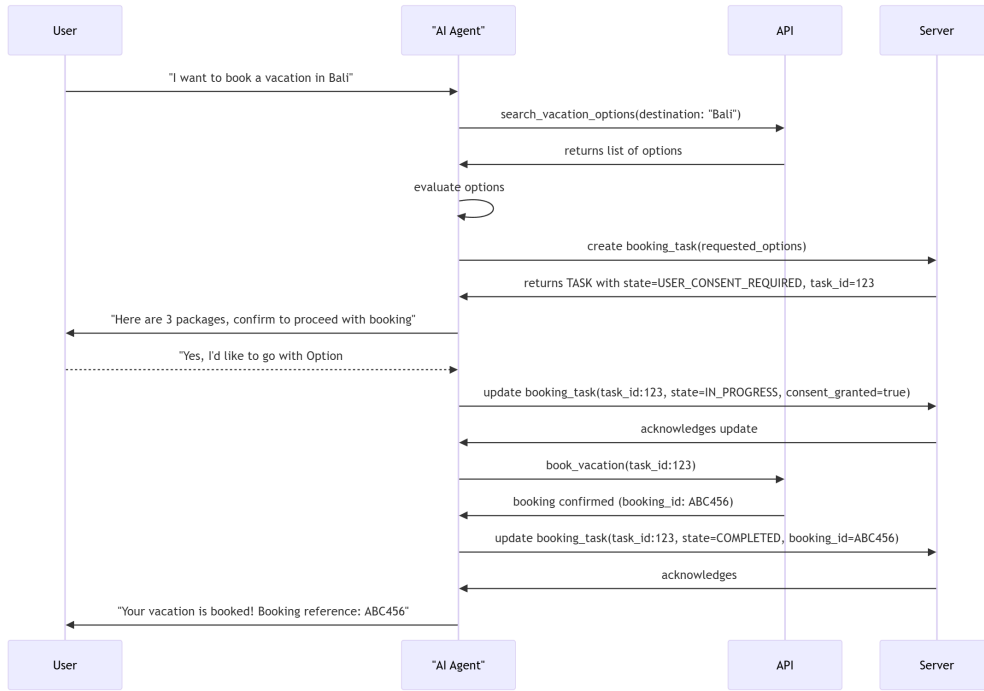 User
"AI Agent"
API
Server
"I want to book a vacation in Bali"
search_vacation_options(destination: "Bali")
returns list of options
evaluate options
create booking_task(requested_options)
returns TASK with state=USER_CONSENT_REQUIRED, task_id=123
"Here are 3 packages, confirm to proceed with booking"
"Yes, I'd like to go with Option
update booking_task(task_id:123, state=IN_PROGRESS, consent_granted=true)
acknowledges update
book_vacation(task_id:123)
booking confirmed (booking_id: ABC456)
update booking_task(task_id:123, state=COMPLETED, booking_id=ABC456)
acknowledges
"Your vacation is booked! Booking reference: ABC456"
User
"AI Agent"
API
Server